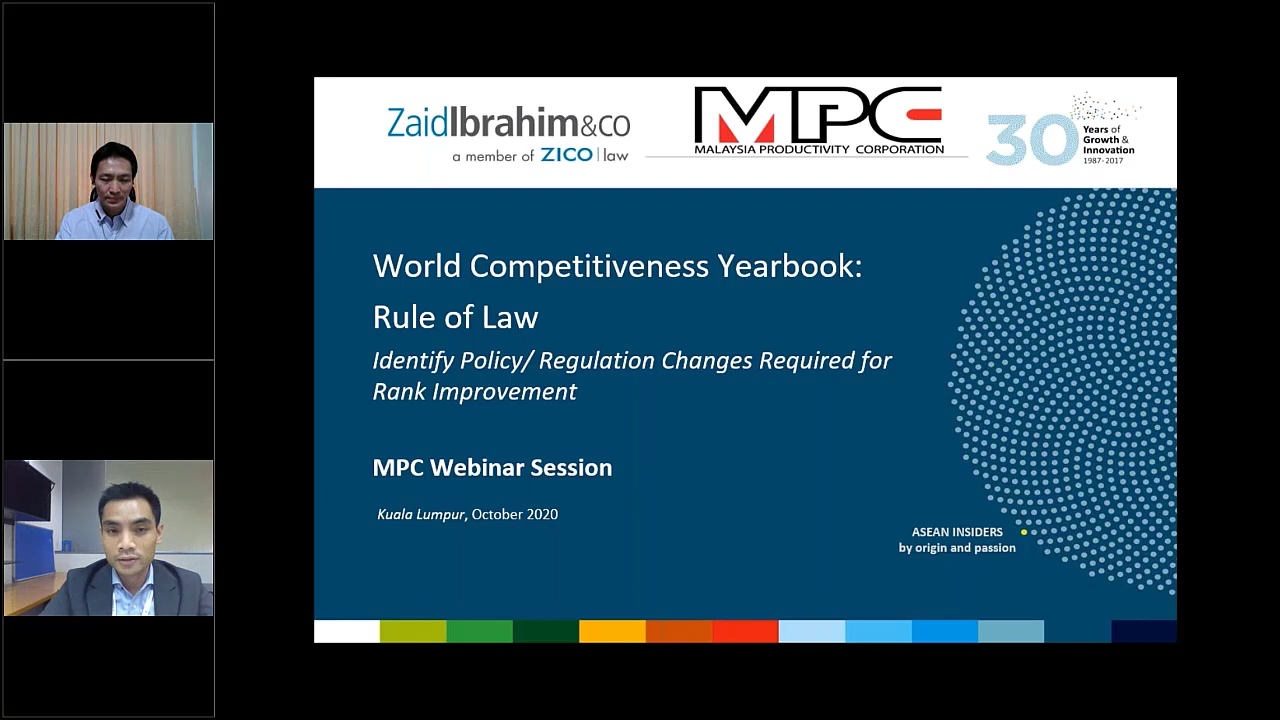 ZaidIbrahim&co
a member of ZICO | law
MPC
MALAYSIA PRODUCTIVITY CORPORATION
30 Years of
Growth &
Innovation
1987-2017
World Competitiveness Yearbook:
Rule of Law
Identify Policy/ Regulation Changes Required for
Rank Improvement
MPC Webinar Session
Kuala Lumpur, October 2020
ASEAN INSIDERS
by origin and passion